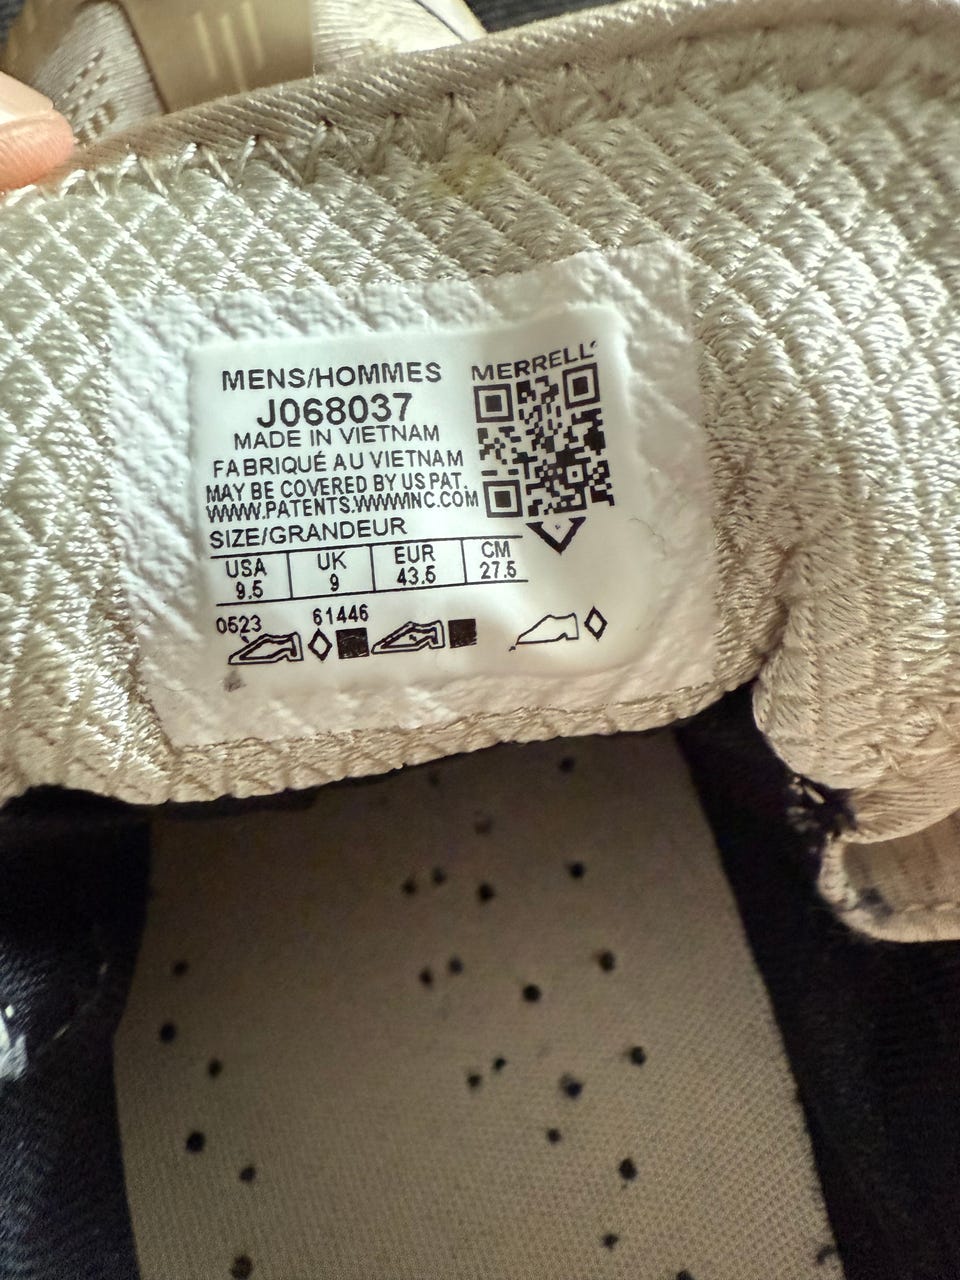 MENS/HOMMES
J068037
MADE IN VIETNAM
FABRIQUÉ AU VIETNAM
MAY BE COVERED BY US PAT.
WWW.PATENTS.WWWINC.COM
SIZE/GRANDEUR
USA UK EUR CM
9.5 9 43.5 27.5
0523 61446
MERRELL